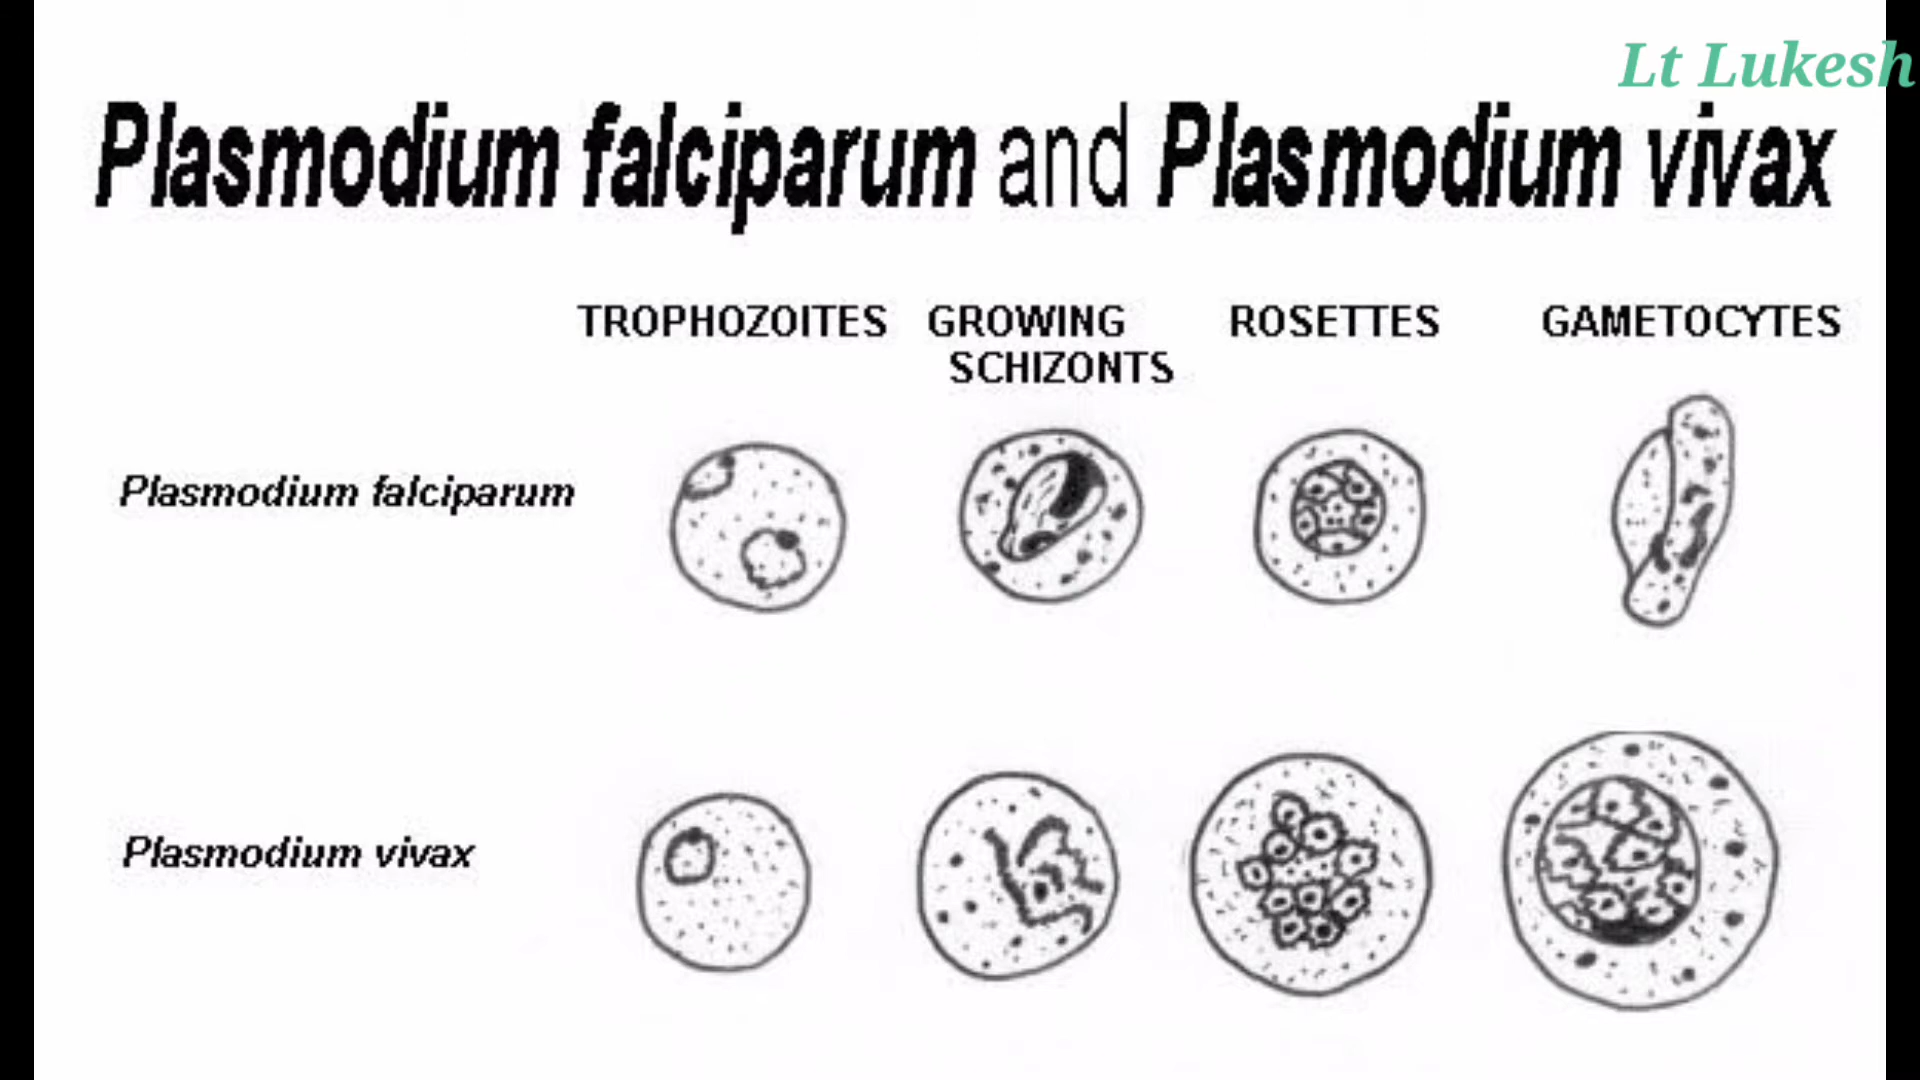 Lt Lukesh
Plasmodium falciparum and Plasmodium vivax
TROPHOZOITES GROWING SCHIZONTS ROSETTES GAMETOCYTES
Plasmodium falciparum
Plasmodium vivax